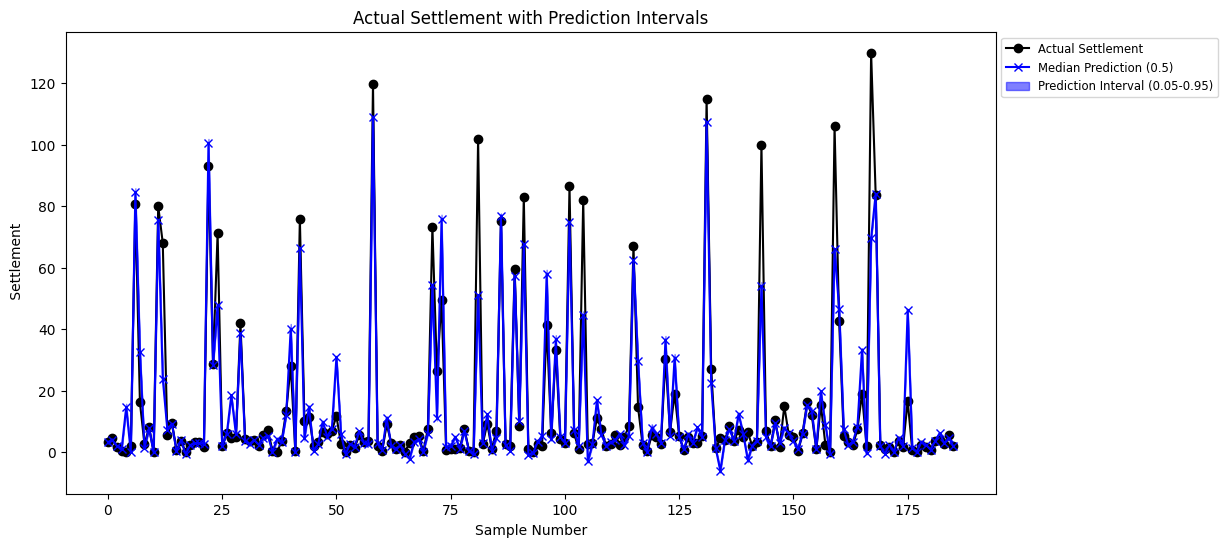 Actual Settlement with Prediction Intervals
Actual Settlement
Median Prediction (0.5)
Prediction Interval (0.05-0.95)
Settlement
120
100
80
60
40
20
0
0 25 50 75 100 125 150 175
Sample Number